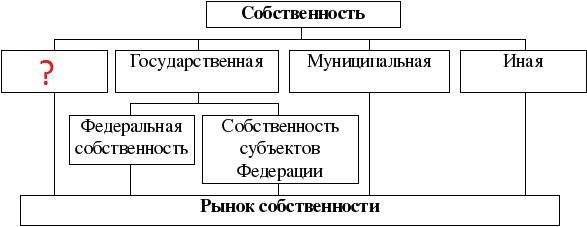 Собственность
?
Государственная
Муниципальная
Иная
Федеральная
собственность
Собственность
субъектов
Федерации
Рынок собственности